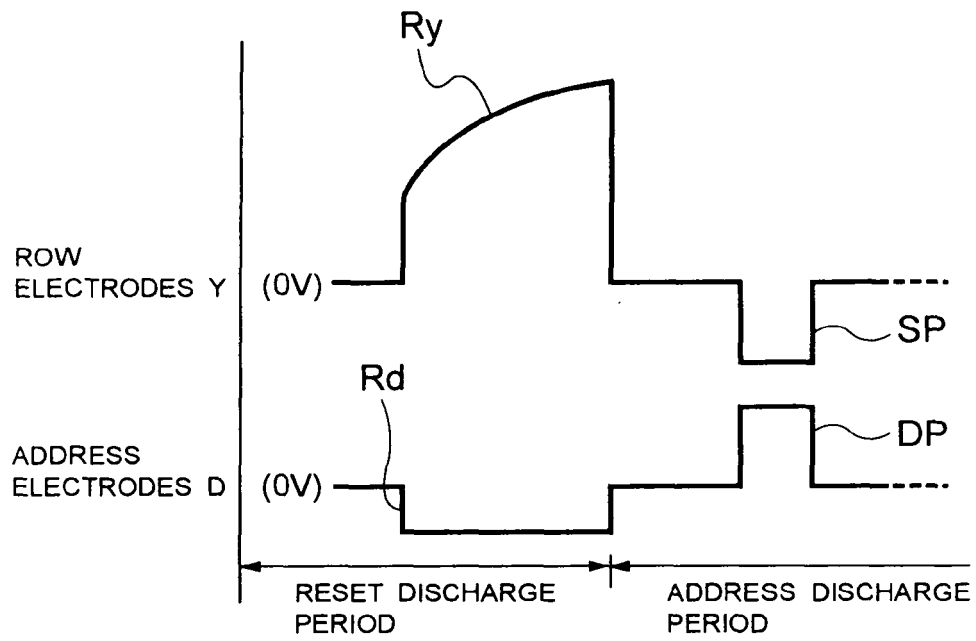 Ry
ROW
ELECTRODES Y (0V)
SP
Rd
DP
ADDRESS
ELECTRODES D (0V)
RESET DISCHARGE
PERIOD
ADDRESS DISCHARGE
PERIOD